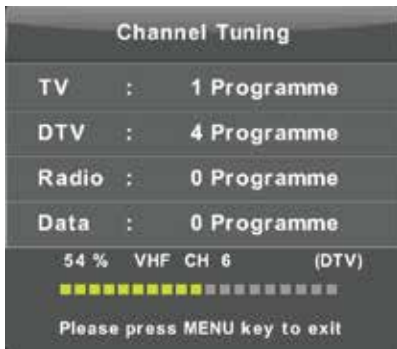 Channel Tuning
TV : 1 Programme
DTV : 4 Programme
Radio : 0 Programme
Data : 0 Programme
54 % VHF CH 6 (DTV)
Please press MENU key to exit